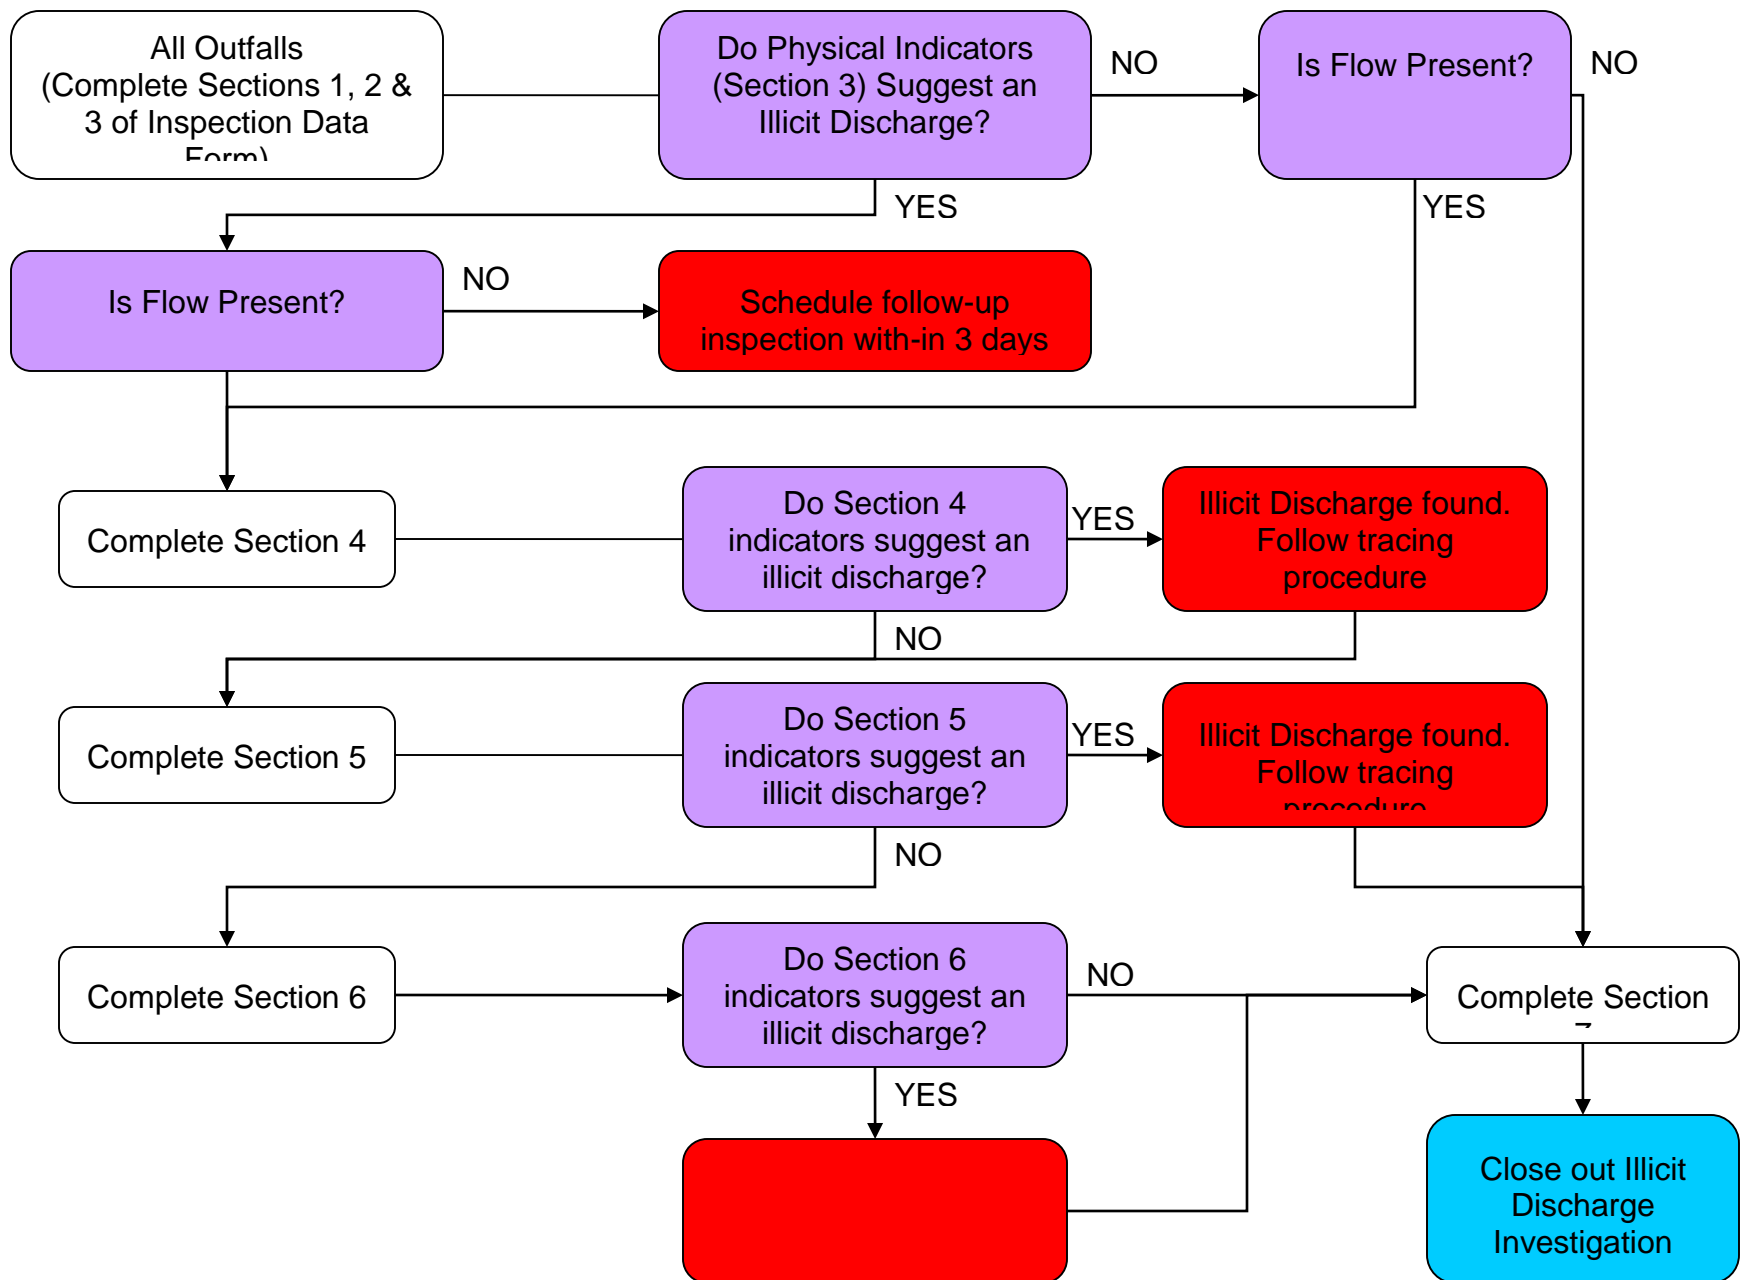 All Outfalls
(Complete Sections 1, 2 &
3 of Inspection Data
Form)
Do Physical Indicators
(Section 3) Suggest an
Illicit Discharge?
NO
Is Flow Present?
NO
YES
YES
Is Flow Present?
NO
Schedule follow-up
inspection with-in 3 days
Complete Section 4
Do Section 4
indicators suggest an
illicit discharge?
YES
Illicit Discharge found.
Follow tracing
procedure
NO
Complete Section 5
Do Section 5
indicators suggest an
illicit discharge?
YES
Illicit Discharge found.
Follow tracing
procedure
NO
Complete Section 6
Do Section 6
indicators suggest an
illicit discharge?
NO
Complete Section
YES
Close out Illicit
Discharge
Investigation